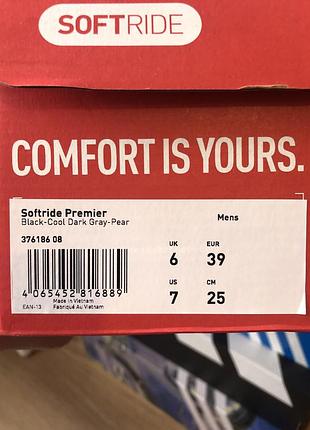 SOFTRIDE
COMFORT IS YOURS.
Softride Premier
Black-Cool Dark Gray-Pear
Mens
376186 08
UK EUR
6 39
US CM
7 25
4 065452 816889
Made in Vietnam
EAN-13 Fabriqué Au Vietnam